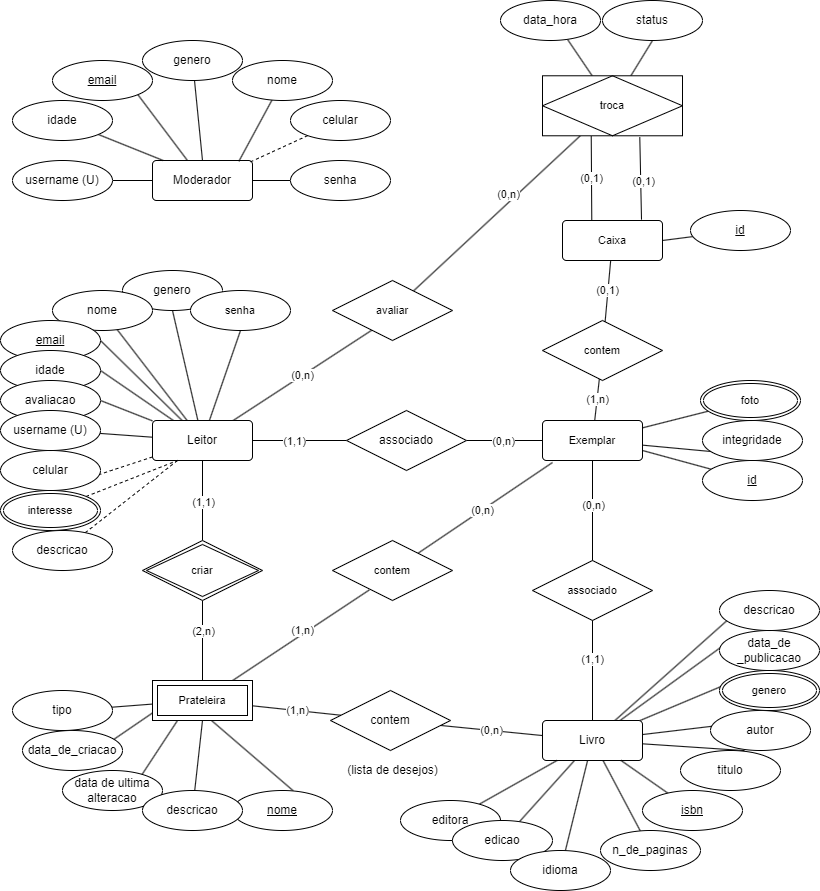 data_hora
status
genero
email
nome
troca
idade
celular
username (U)
Moderador
senha
(0,1)
(0,1)
(0,n)
id
Caixa
genero
(0,1)
nome
senha
avaliar
email
contem
idade
(0,n)
avaliacao
(1,n)
foto
username (U)
Leitor
(1,1)
associado
(0,n)
Exemplar
integridade
celular
id
(1,1)
(0,n)
(0,n)
interesse
descricao
criar
contem
associado
descricao
(2,n)
(1,n)
data_de
_publicacao
(1,1)
genero
Prateleira
tipo
(1,n)
contem
(0,n)
autor
Livro
data_de_criacao
(lista de desejos)
titulo
data de ultima
alteracao
descricao
nome
isbn
editora
edicao
n_de_paginas
idioma